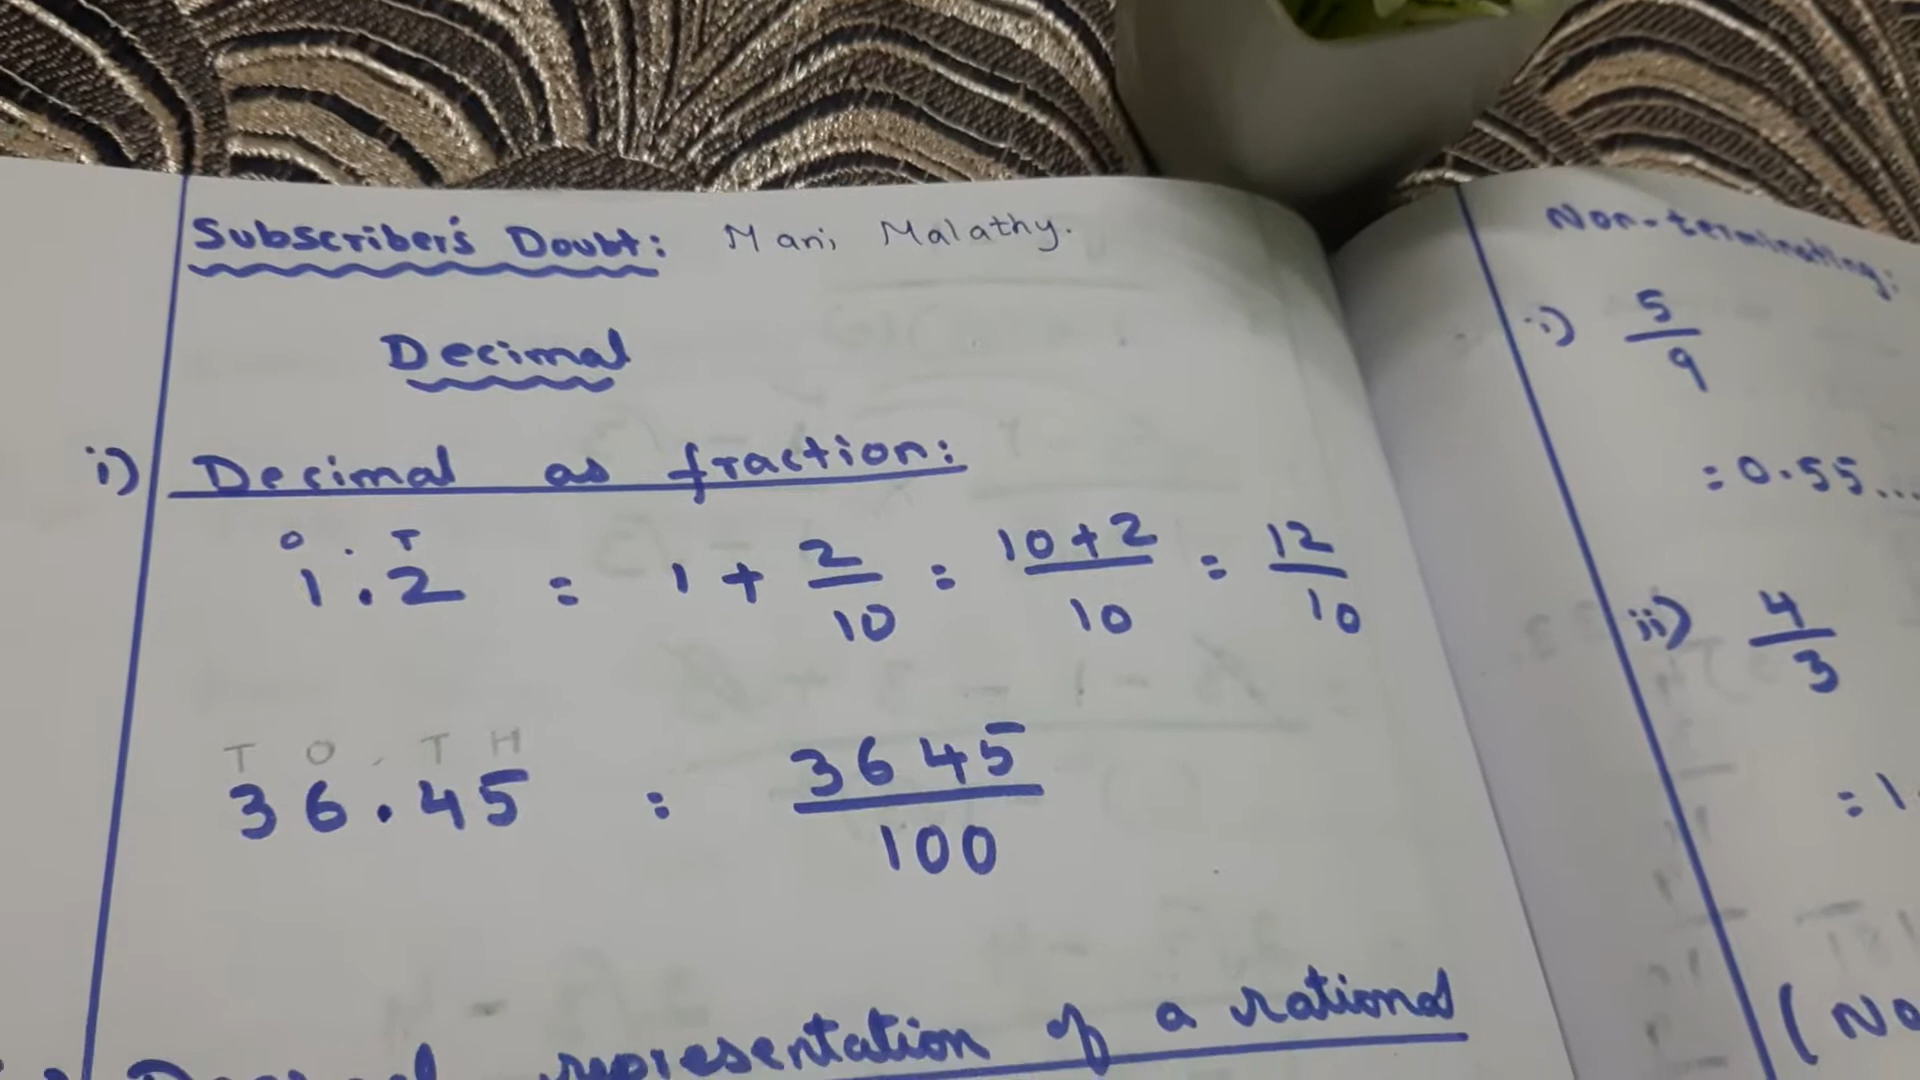 Subscriber's Doubt: Mani Malathy.
Decimal
i) Decimal as fraction:
O . T
1.2 = 1 + 2/10 = 10+2/10 = 12/10
T O . T H
36.45 = 3645/100
representation of a rational
Non-terminating:
i) 5/9
= 0.55...
ii) 4/3
= 1.
(No